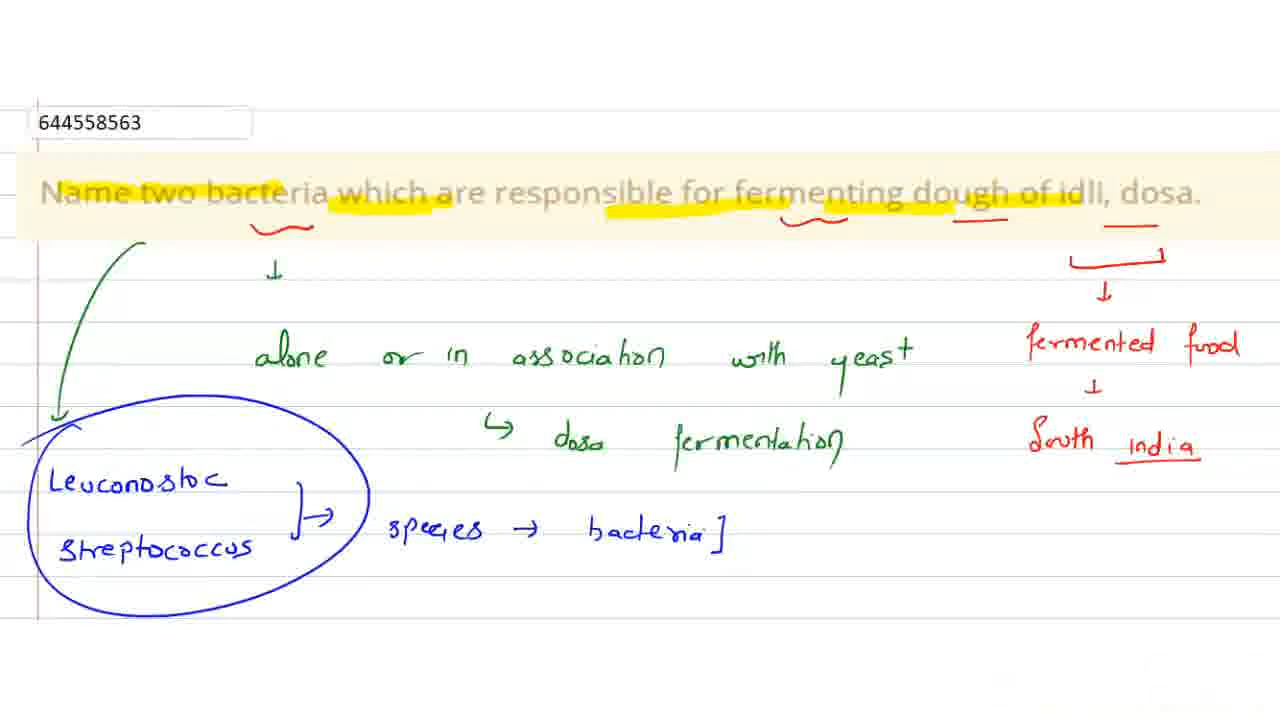 644558563
Name two bacteria which are responsible for fermenting dough of idli, dosa.
alone or in association with yeast
fermented food
dosa fermentation
South india
Leuconostoc
streptococcus
species → bacteria]